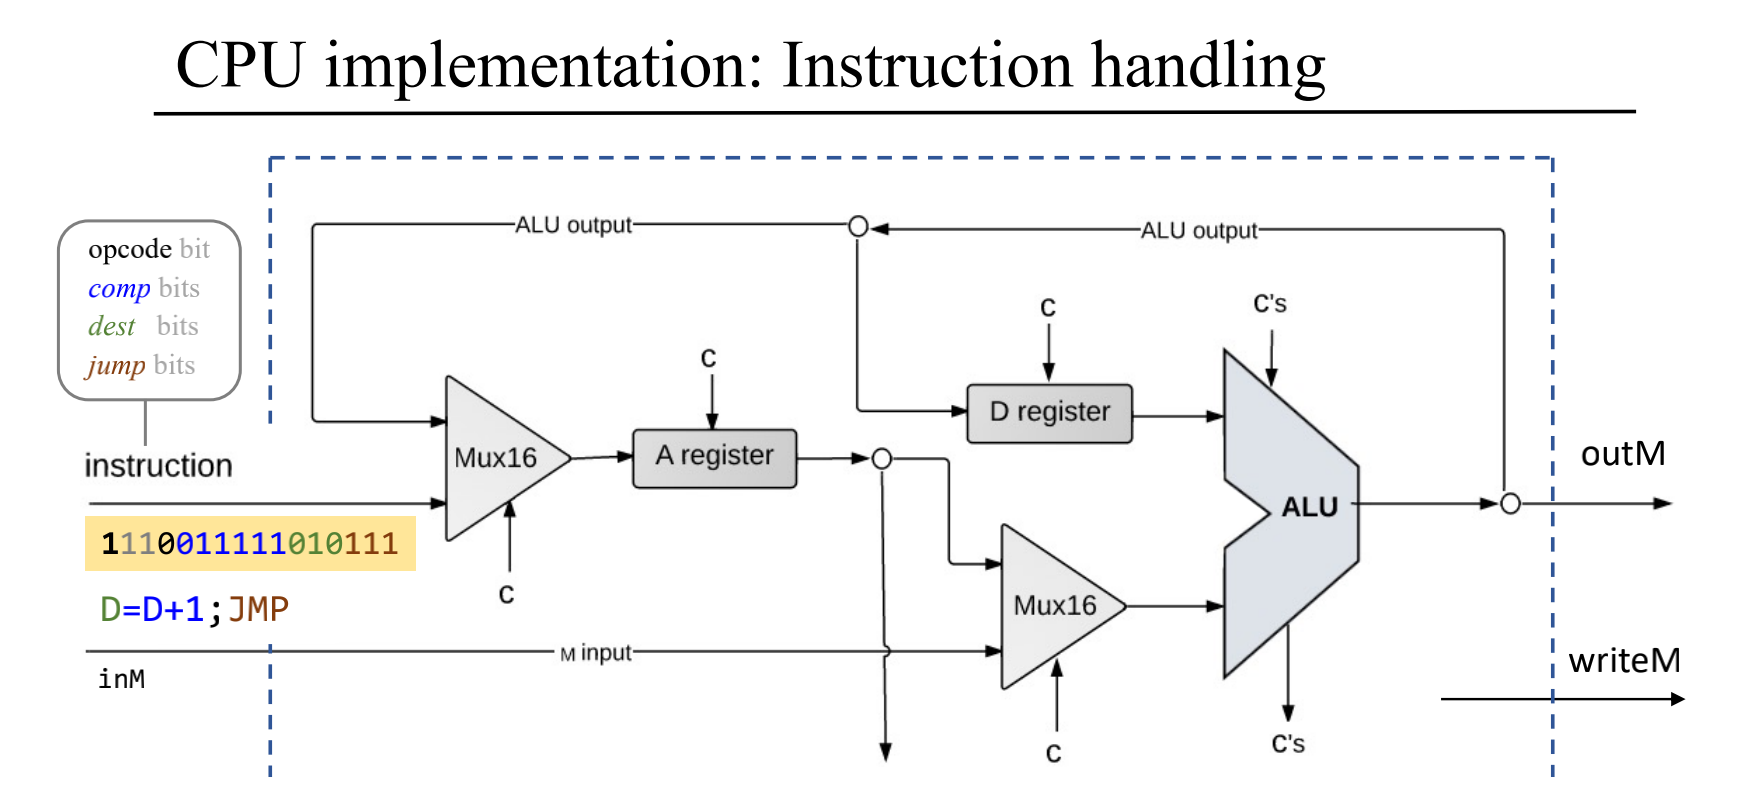 CPU implementation: Instruction handling
ALU output
ALU output
opcode bit
comp bits
dest bits
jump bits
C
C's
C
D register
Mux16
A register
instruction
outM
ALU
1110011111010111
C
D=D+1;JMP
Mux16
M input
writeM
inM
C
C's